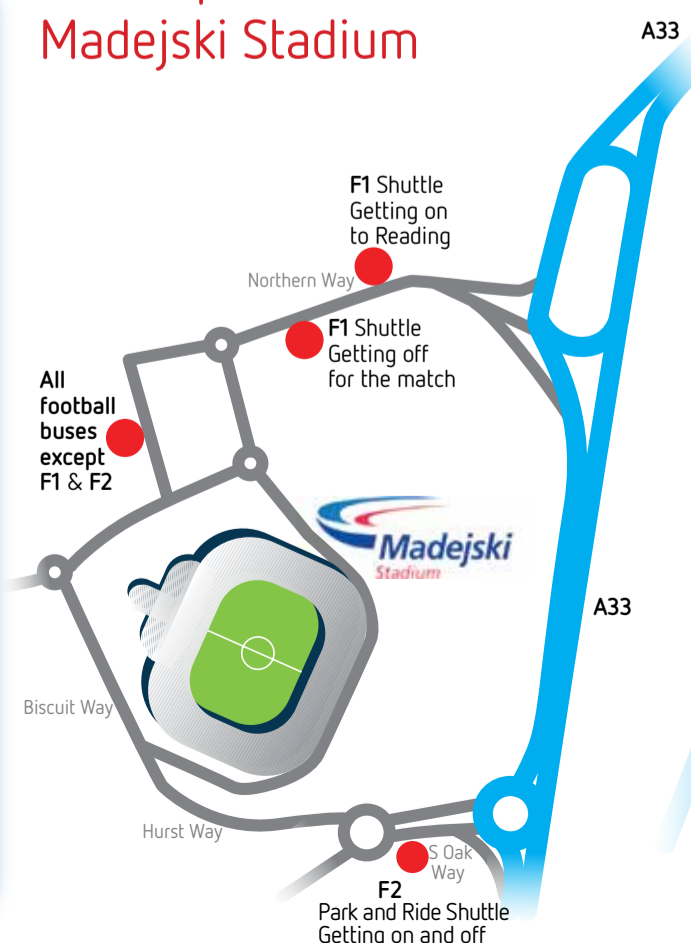 Madejski Stadium
A33
F1 Shuttle
Getting on
to Reading
Northern Way
F1 Shuttle
Getting off
for the match
All
football
buses
except
F1 & F2
Madejski
Stadium
A33
Biscuit Way
Hurst Way
S Oak
Way
F2
Park and Ride Shuttle
Getting on and off